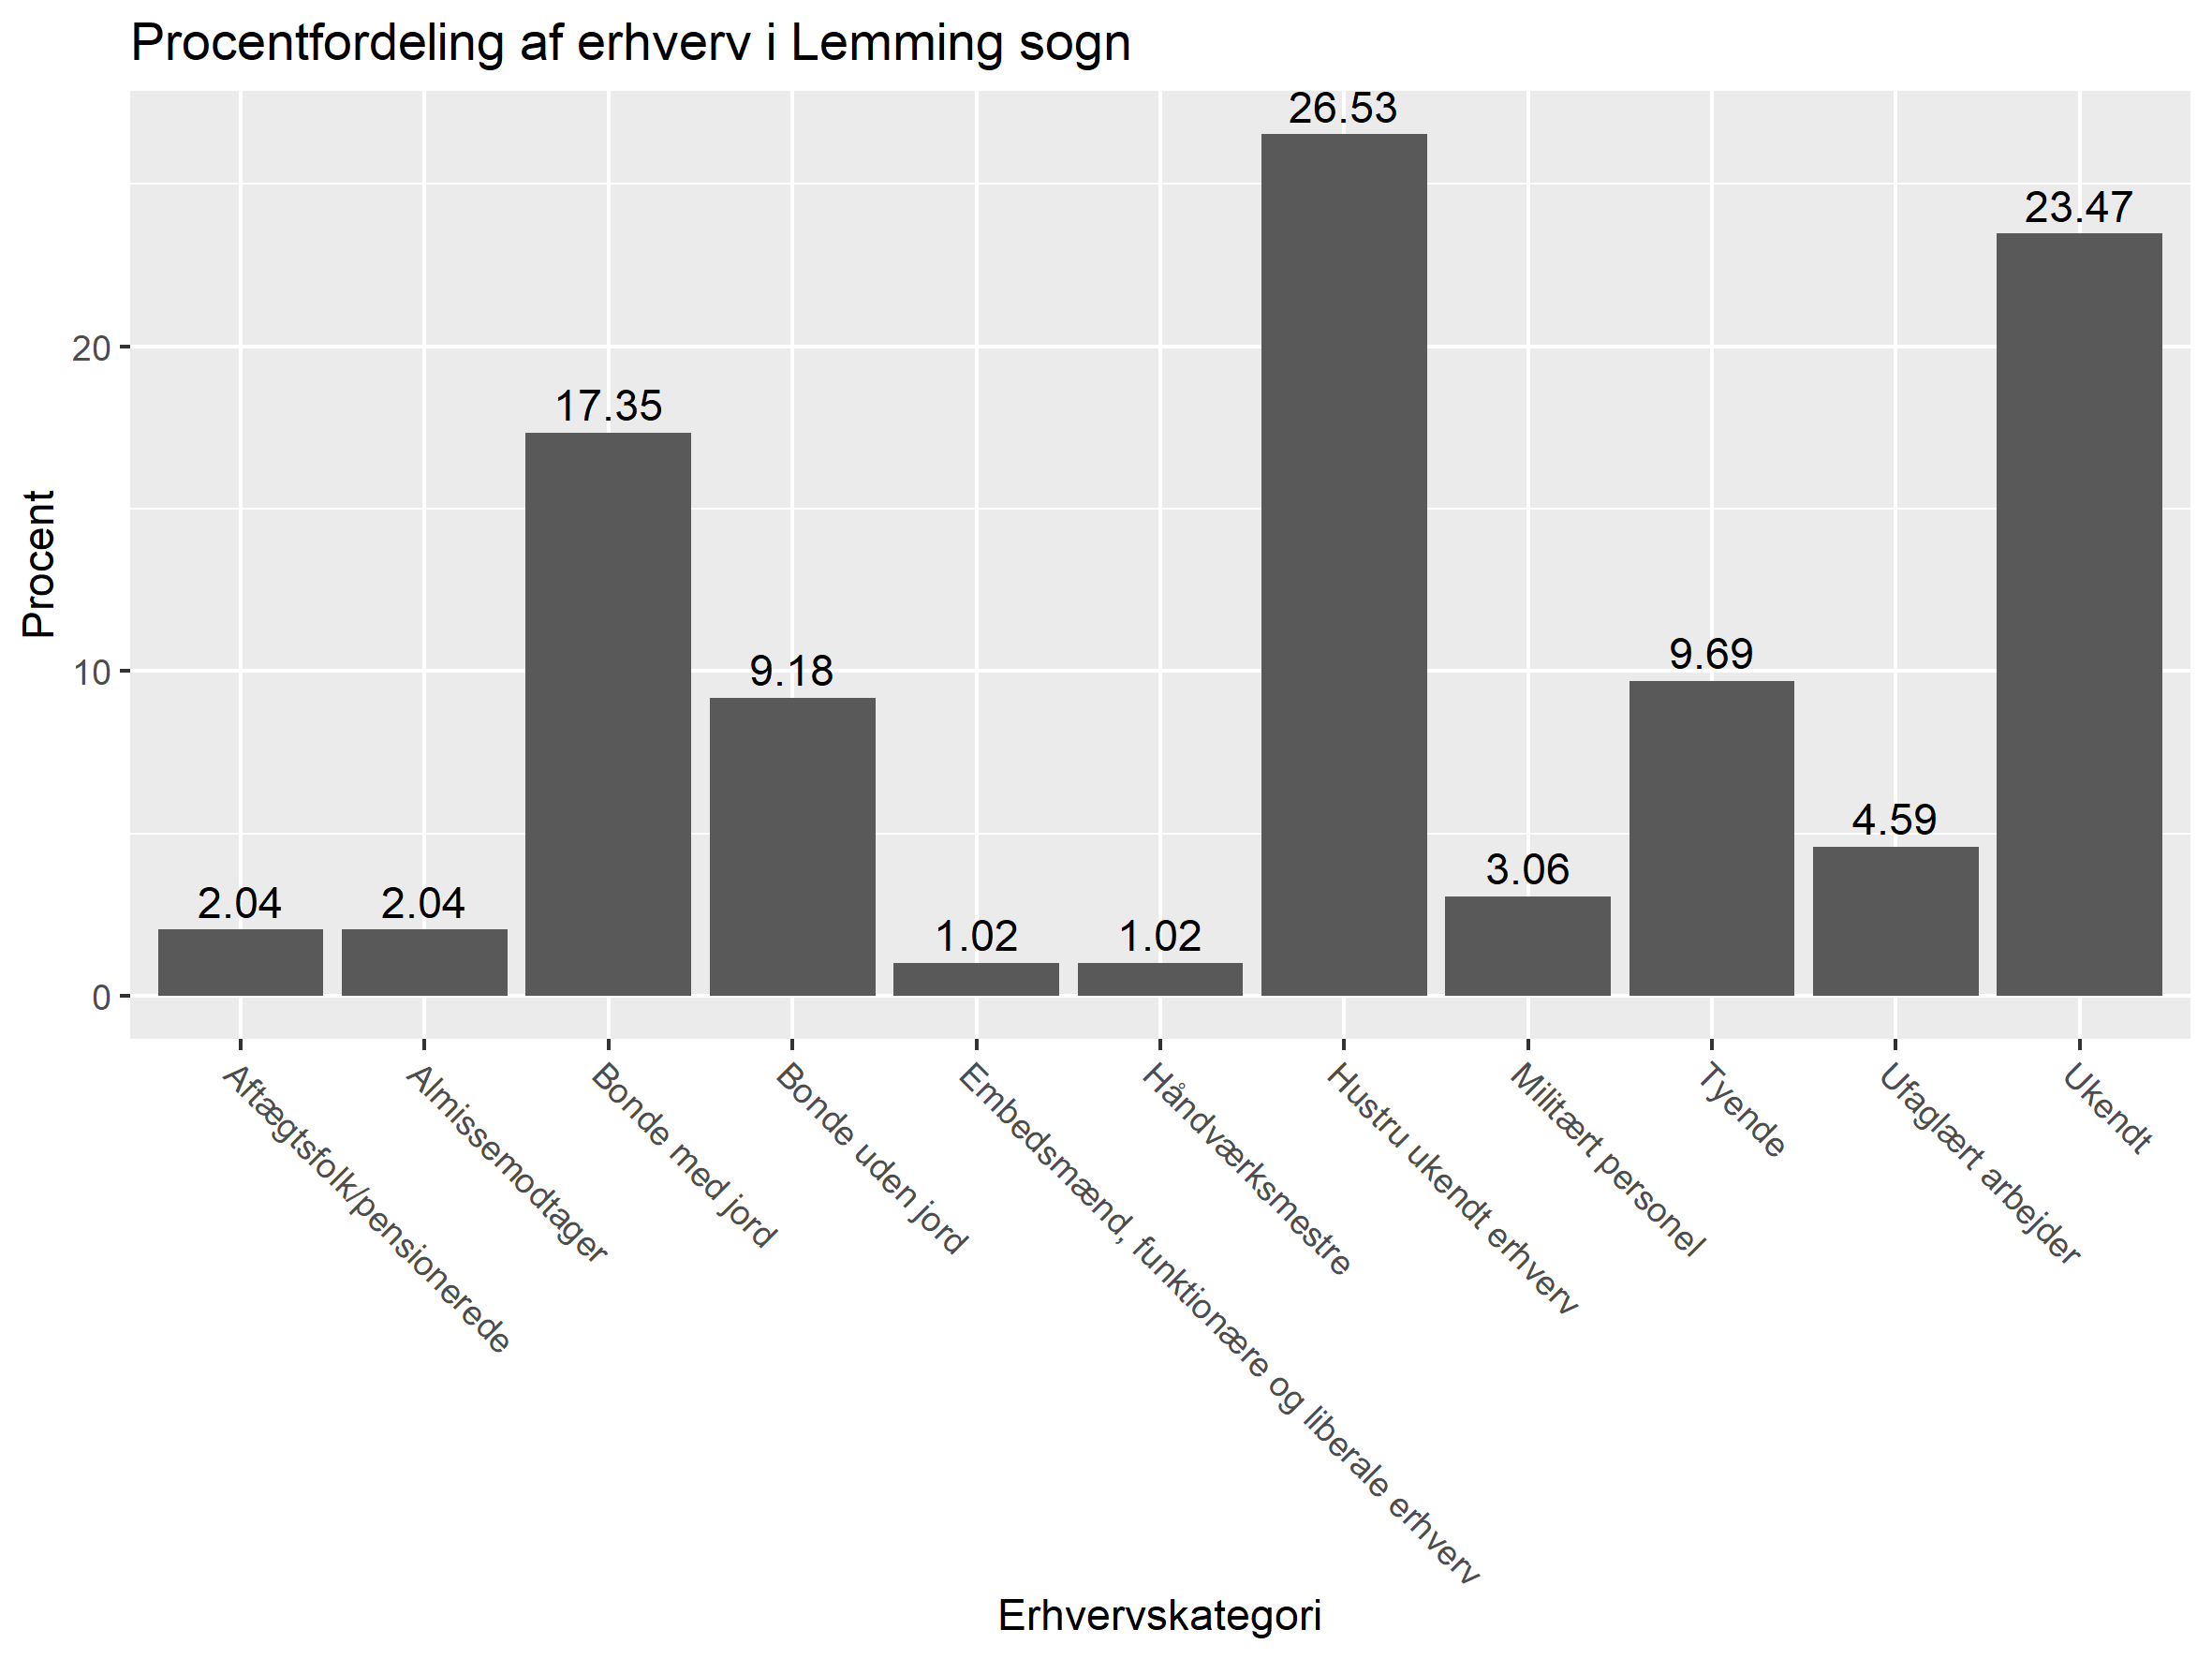 Procentfordeling af erhverv i Lemming sogn
Procent
20
10
0
2.04
2.04
17.35
9.18
1.02
1.02
26.53
3.06
9.69
4.59
23.47
Aftægtsfolk/pensionerede
Almissemodtager
Bonde med jord
Bonde uden jord
Embedsmænd, funktionære og liberale erhverv
Håndværksmestre
Hustru ukendt erhverv
Militært personel
Tyende
Ufaglært arbejder
Ukendt
Erhvervskategori